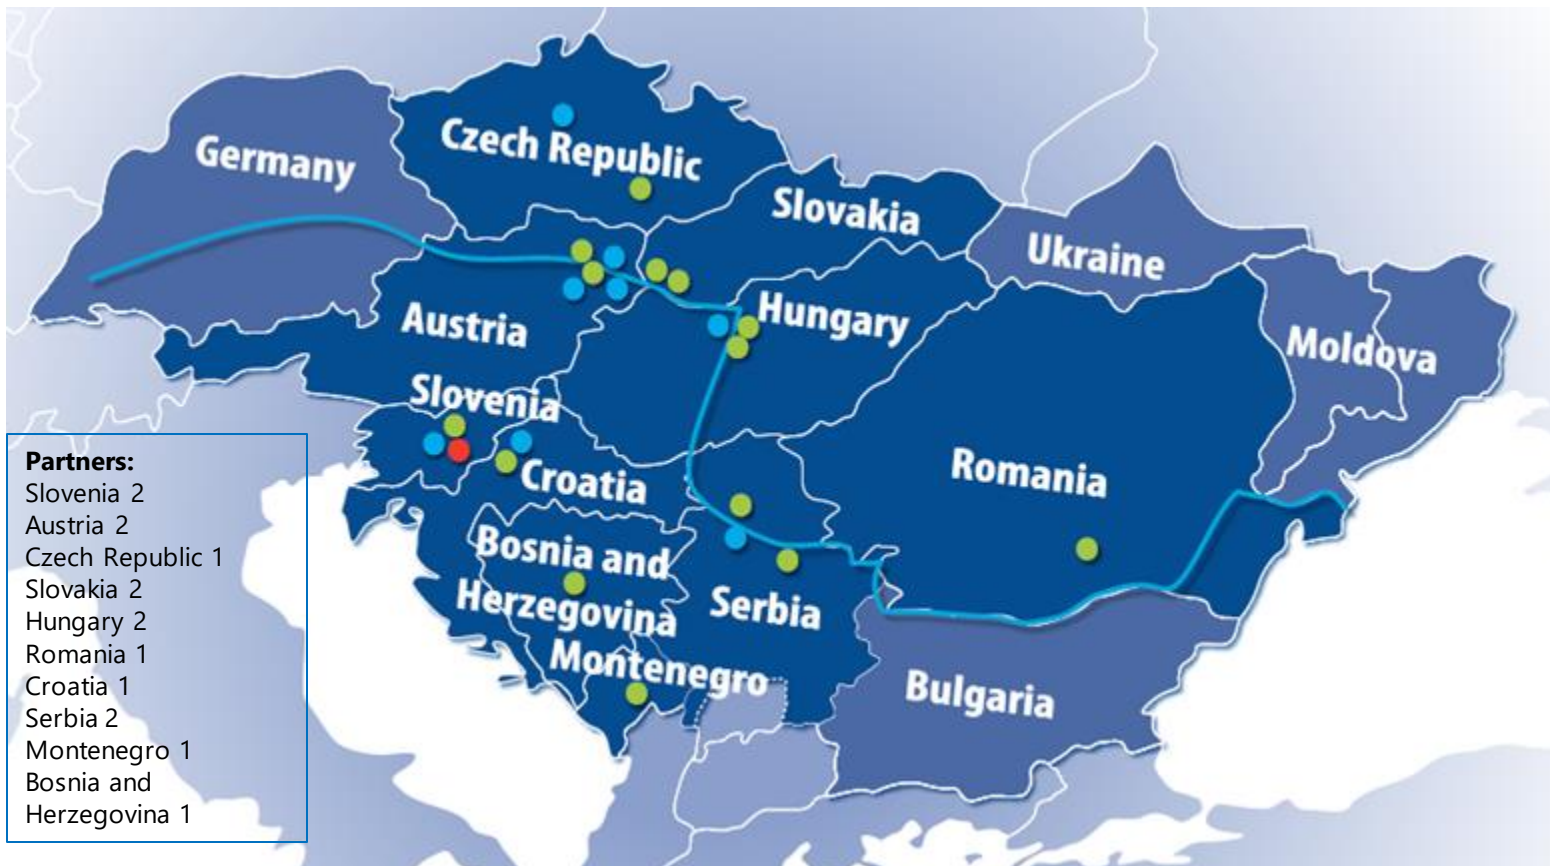 Germany
Czech Republic
Slovakia
Ukraine
Austria
Hungary
Moldova
Slovenia
Croatia
Romania
Bosnia and
Herzegovina
Serbia
Montenegro
Bulgaria
Partners:
Slovenia 2
Austria 2
Czech Republic 1
Slovakia 2
Hungary 2
Romania 1
Croatia 1
Serbia 2
Montenegro 1
Bosnia and
Herzegovina 1